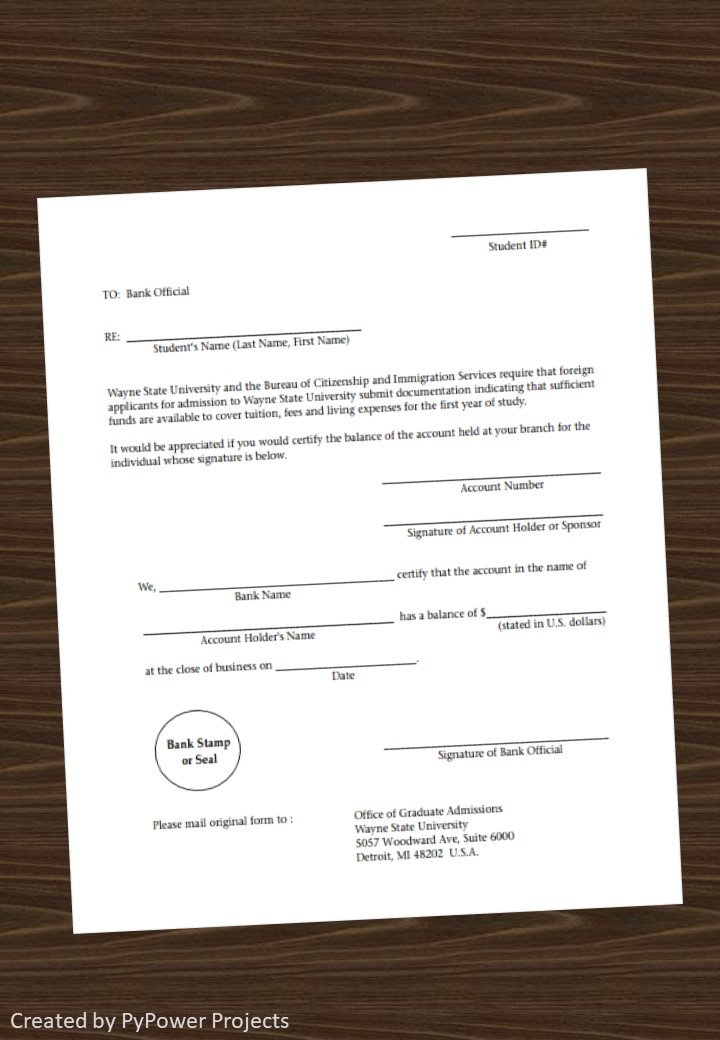 Student ID#
TO: Bank Official
RE:
Student's Name (Last Name, First Name)
Wayne State University and the Bureau of Citizenship and Immigration Services require that foreign
applicants for admission to Wayne State University submit documentation indicating that sufficient
funds are available to cover tuition, fees and living expenses for the first year of study.
It would be appreciated if you would certify the balance of the account held at your branch for the
individual whose signature is below.
Account Number
Signature of Account Holder or Sponsor
We, certify that the account in the name of
Bank Name
has a balance of $
Account Holder's Name (stated in U.S. dollars)
at the close of business on .
Date
Bank Stamp
or Seal
Signature of Bank Official
Please mail original form to :
Office of Graduate Admissions
Wayne State University
5057 Woodward Ave, Suite 6000
Detroit, MI 48202 U.S.A.
Created by PyPower Projects